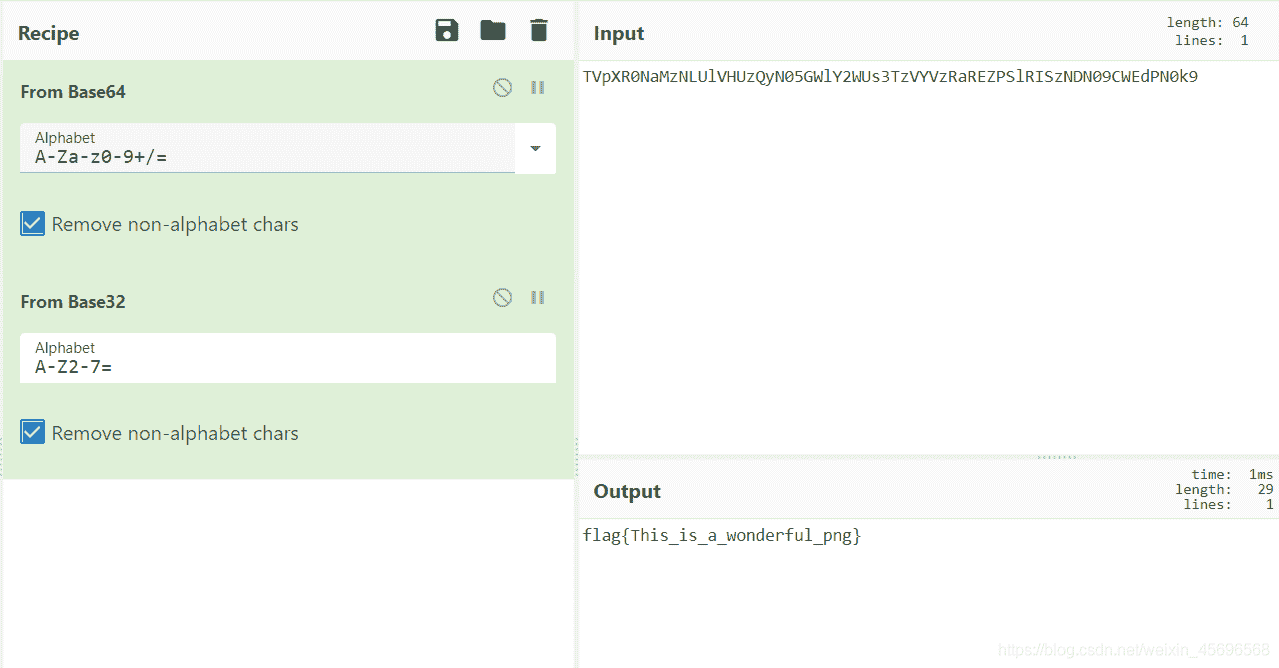 Recipe
From Base64
Alphabet
A-Za-z0-9+/=
Remove non-alphabet chars
From Base32
Alphabet
A-Z2-7=
Remove non-alphabet chars
Input
length: 64
lines: 1
TVpXR0NaMzNLUlVHUzQyN05GWlY2WUs3TzVYVzRaREZPSlRISzNDN09CWEdPN0k9
Output
time: 1ms
length: 29
lines: 1
flag{This_is_a_wonderful_png}
https://blog.csdn.net/weixin_45696568